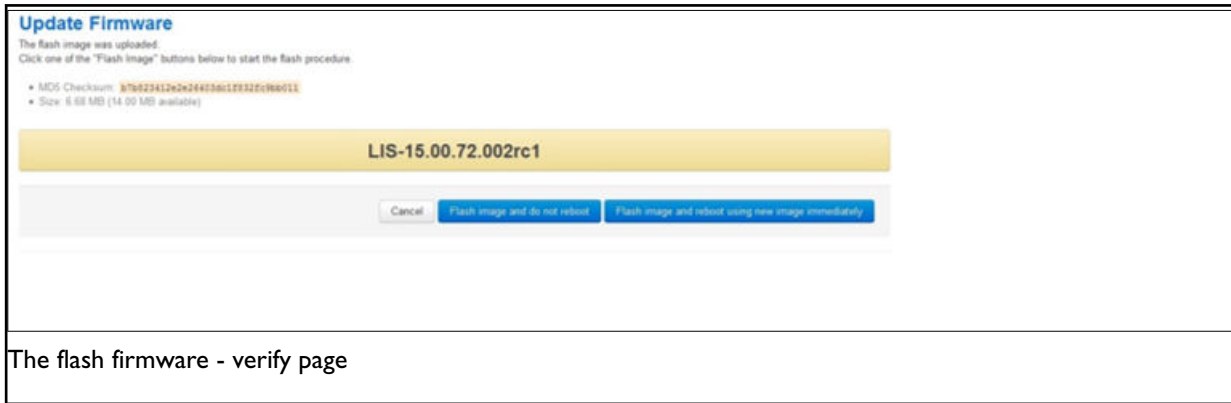 Update Firmware
The flash image was uploaded.
Click one of the "Flash Image" buttons below to start the flash procedure.
• MD5 Checksum:
• Size: 6.68 MB (14.00 MB available)
LIS-15.00.72.002rc1
Cancel Flash image and do not reboot Flash image and reboot using new image immediately
The flash firmware - verify page